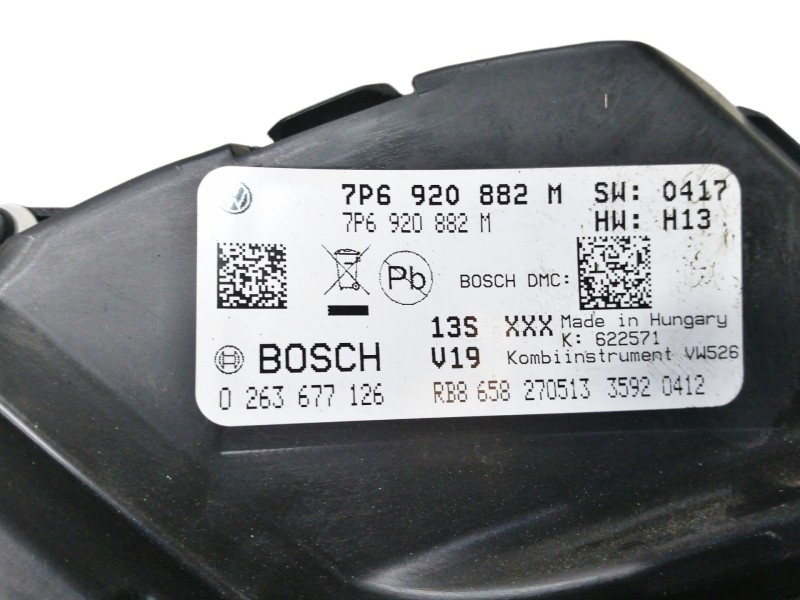 7P6 920 882 M SW: 0417
7P6 920 882 M HW: H13
Pb BOSCH DMC:
13S XXX Made in Hungary
K: 622571
BOSCH V19 Kombiinstrument VW526
0 263 677 126 RB8 658 270513 3592 0412